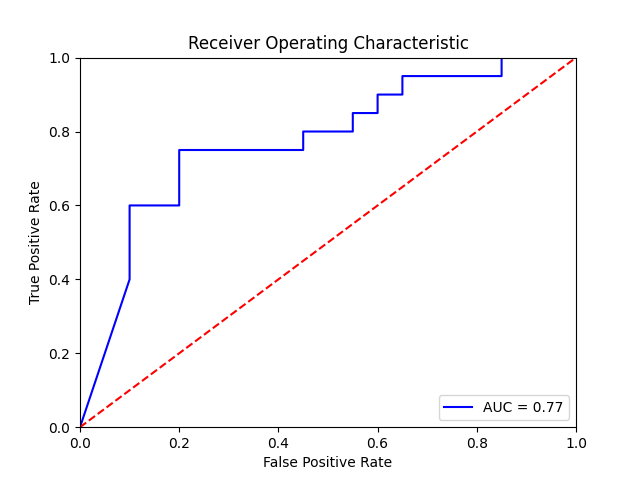 Receiver Operating Characteristic
True Positive Rate
1.0
0.8
0.6
0.4
0.2
0.0
AUC = 0.77
0.0 0.2 0.4 0.6 0.8 1.0
False Positive Rate